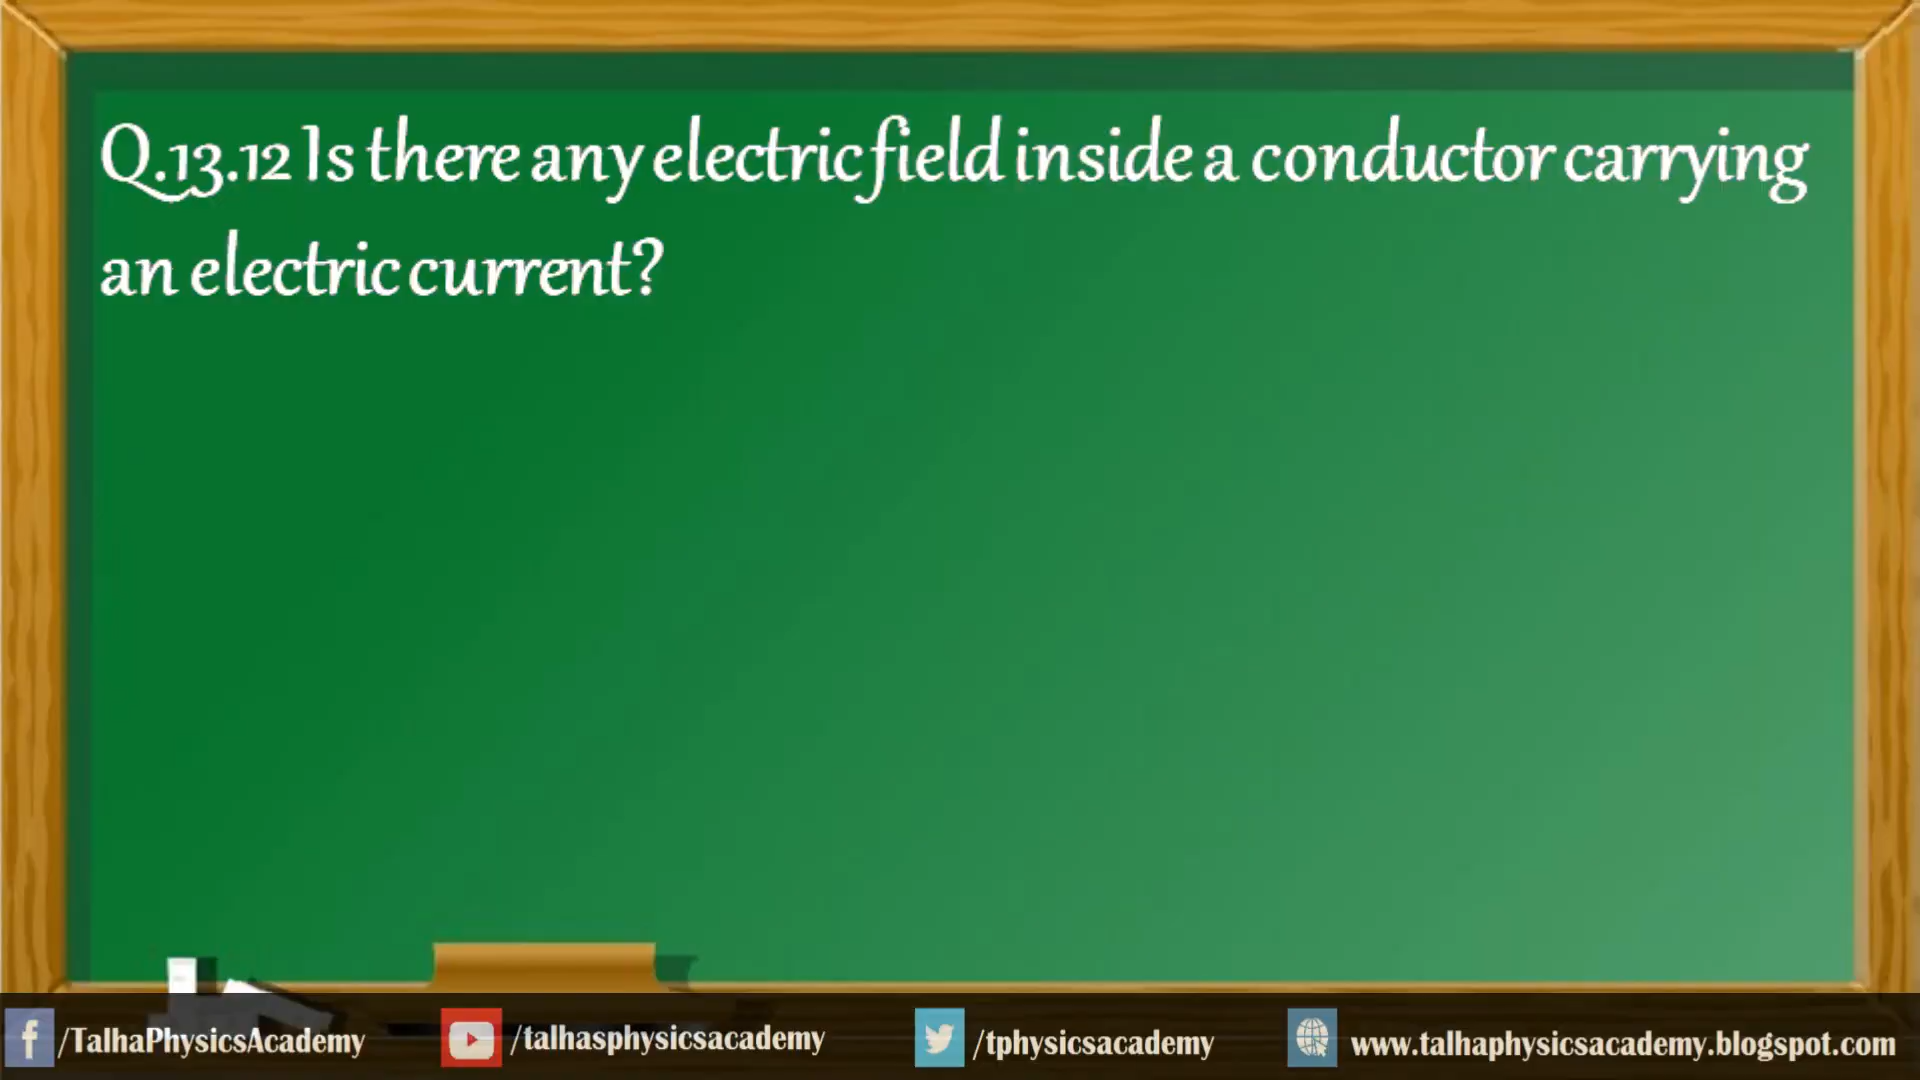 Q.13.12 Is there any electric field inside a conductor carrying
an electric current?
/TalhaPhysicsAcademy /talhasphysicsacademy /tphysicsacademy www.talhaphysicsacademy.blogspot.com